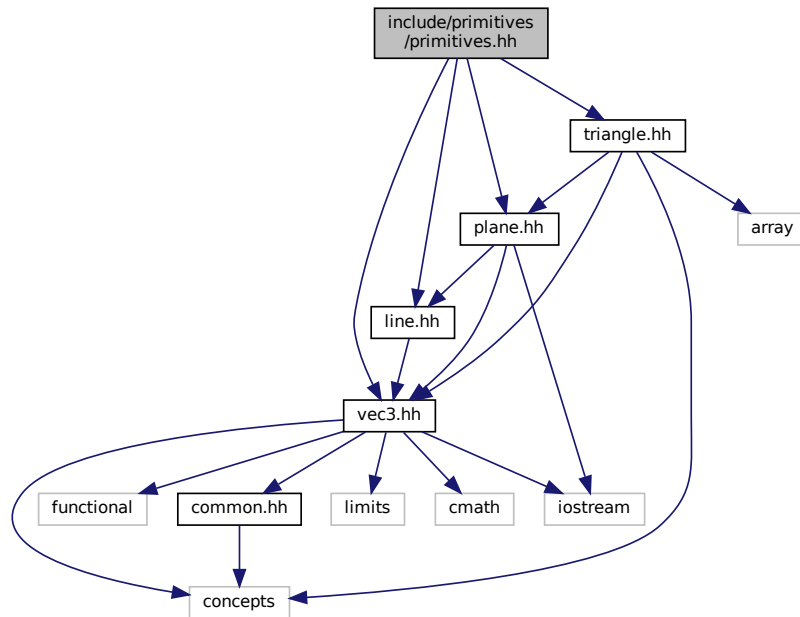 include/primitives
/primitives.hh
triangle.hh
plane.hh
array
line.hh
vec3.hh
functional
common.hh
limits
cmath
iostream
concepts